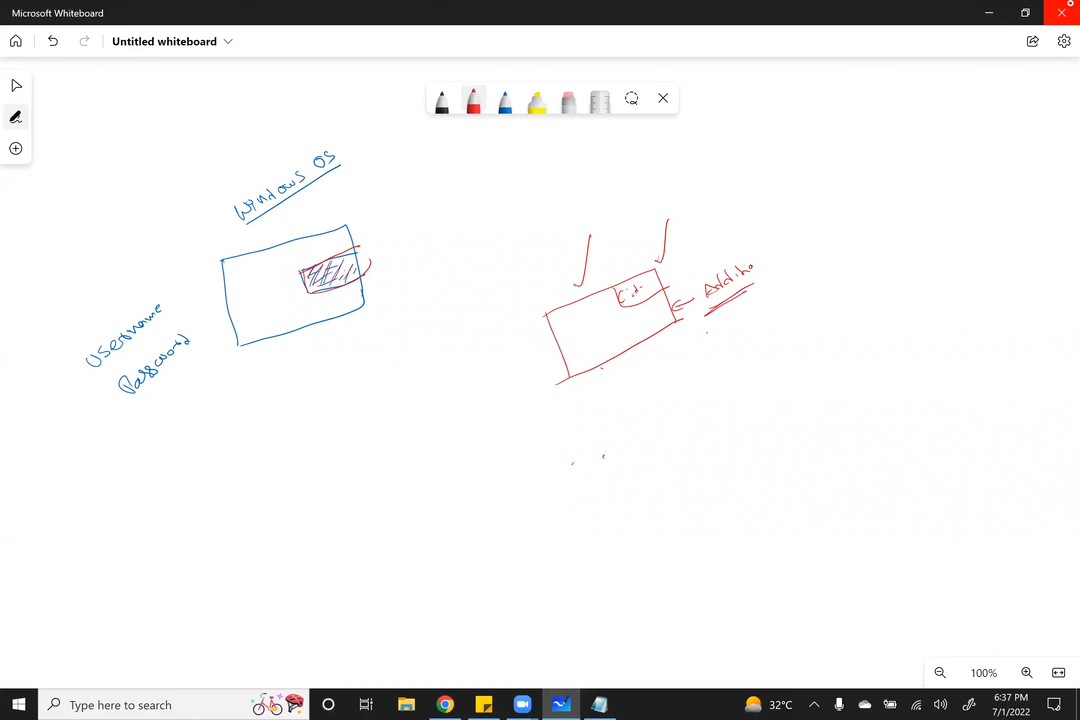 Microsoft Whiteboard
Untitled whiteboard
Windows OS
Username
Password
100%
Type here to search
32°C
6:37 PM
7/1/2022